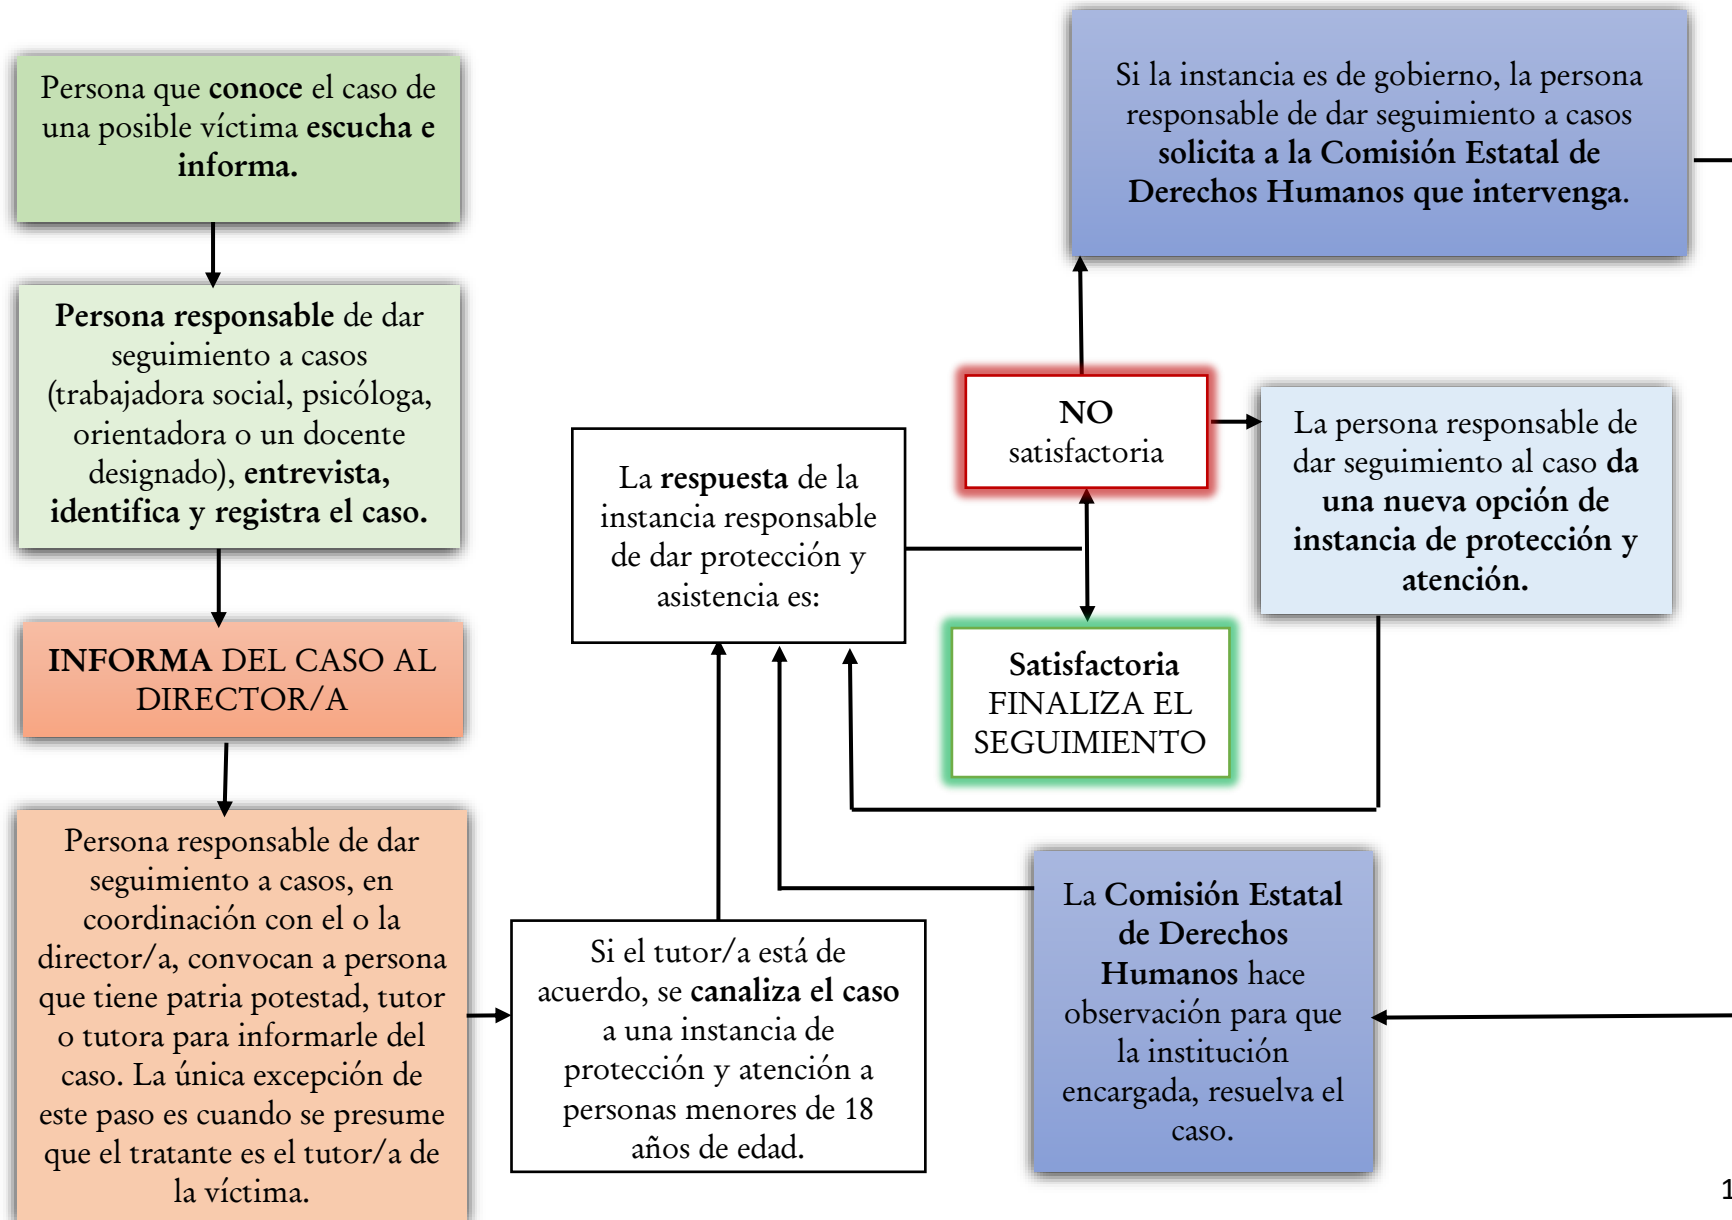 Persona que conoce el caso de
una posible víctima escucha e
informa.
Persona responsable de dar
seguimiento a casos
(trabajadora social, psicóloga,
orientadora o un docente
designado), entrevista,
identifica y registra el caso.
INFORMA DEL CASO AL
DIRECTOR/A
Persona responsable de dar
seguimiento a casos, en
coordinación con el o la
director/a, convocan a persona
que tiene patria potestad, tutor
o tutora para informarle del
caso. La única excepción de
este paso es cuando se presume
que el tratante es el tutor/a de
la víctima.
Si el tutor/a está de
acuerdo, se canaliza el caso
a una instancia de
protección y atención a
personas menores de 18
años de edad.
La respuesta de la
instancia responsable
de dar protección y
asistencia es:
NO
satisfactoria
Satisfactoria
FINALIZA EL
SEGUIMIENTO
Si la instancia es de gobierno, la persona
responsable de dar seguimiento a casos
solicita a la Comisión Estatal de
Derechos Humanos que intervenga.
La persona responsable de
dar seguimiento al caso da
una nueva opción de
instancia de protección y
atención.
La Comisión Estatal
de Derechos
Humanos hace
observación para que
la institución
encargada, resuelva el
caso.
1